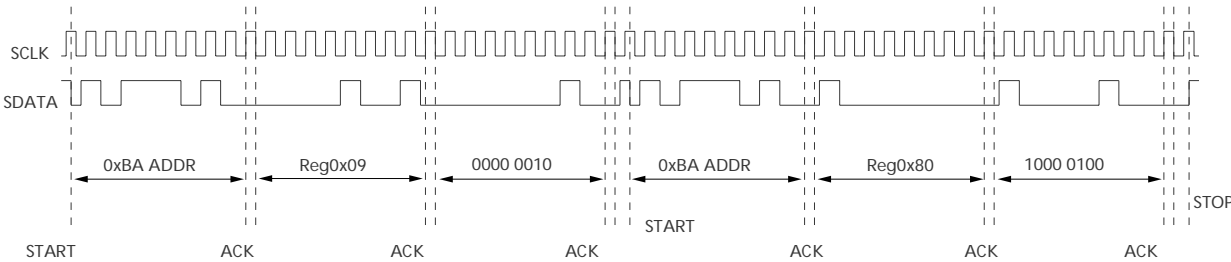 SCLK
SDATA
0xBA ADDR
Reg0x09
0000 0010
0xBA ADDR
Reg0x80
1000 0100
STOP
START
START
ACK
ACK
ACK
ACK
ACK
ACK